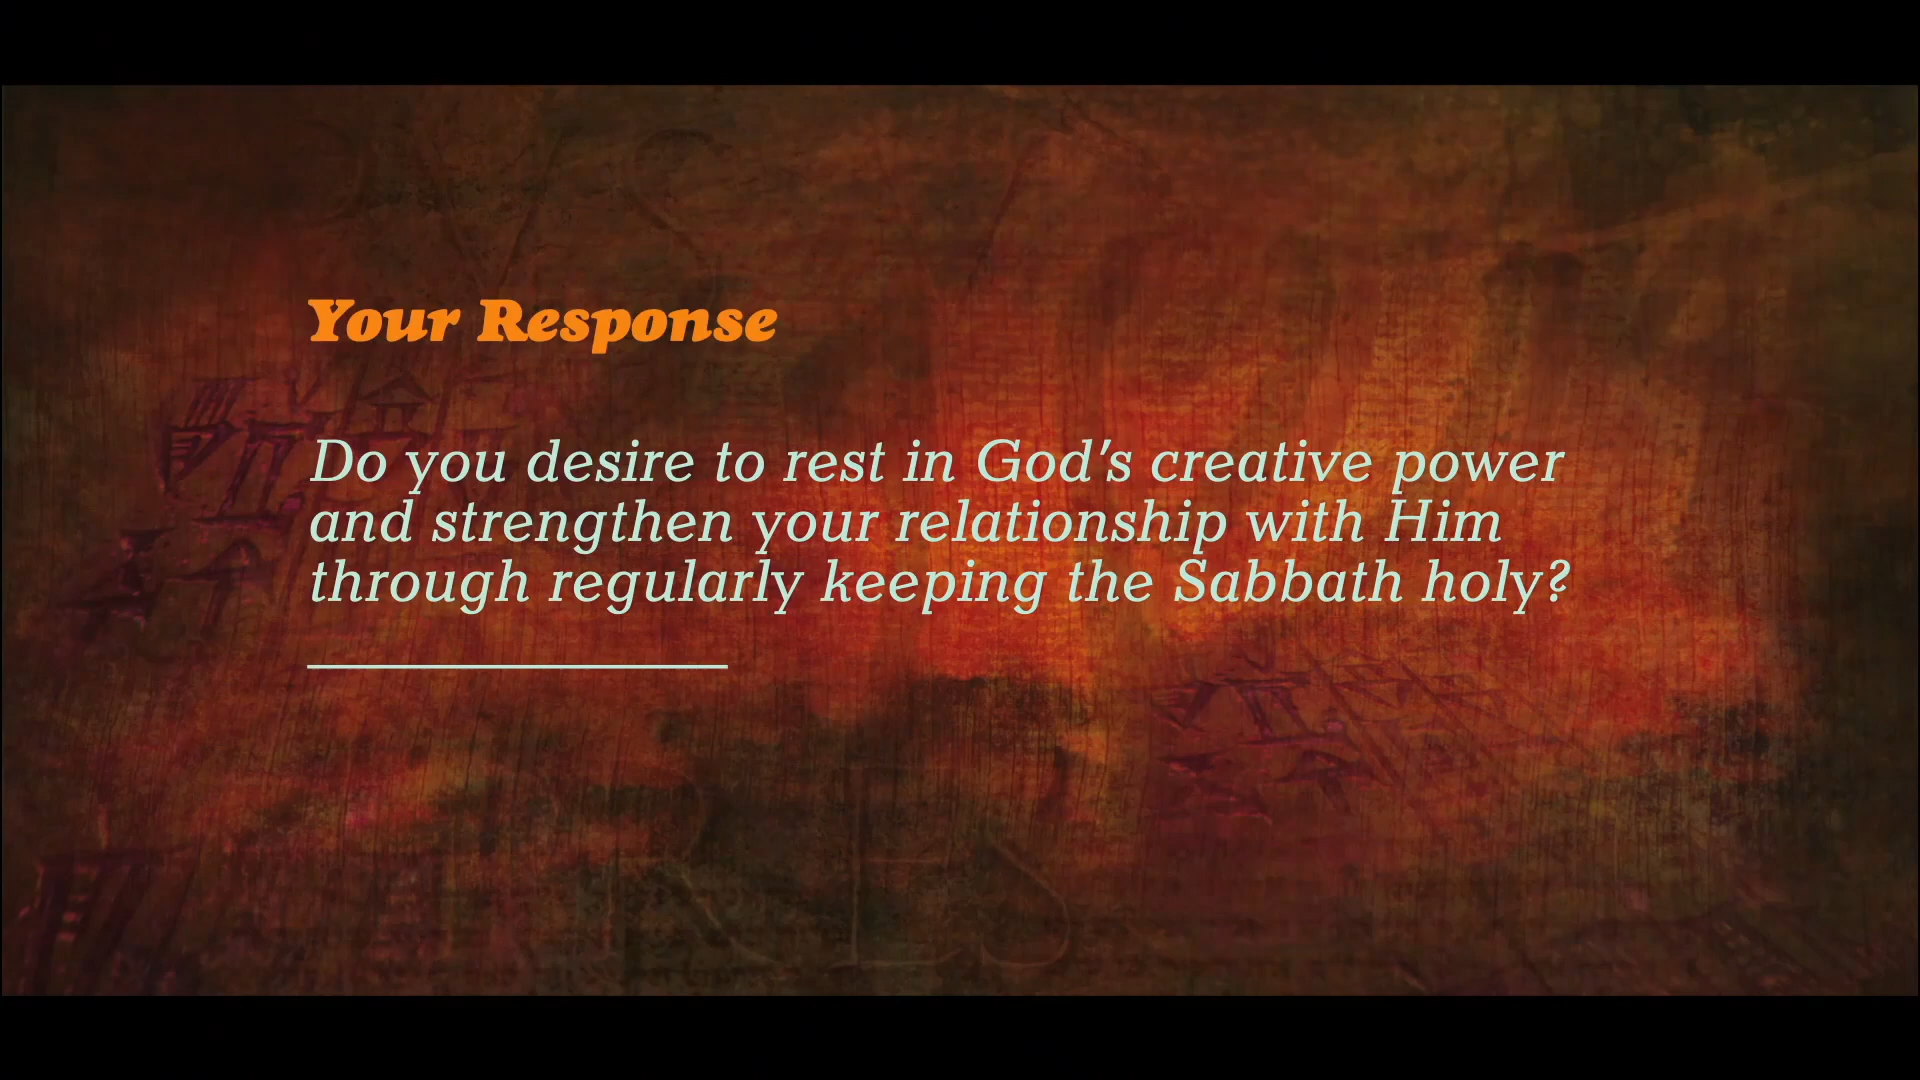 Your Response
Do you desire to rest in God’s creative power
and strengthen your relationship with Him
through regularly keeping the Sabbath holy?